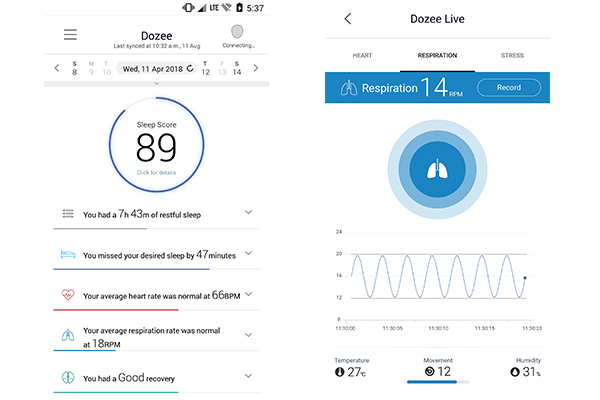 LTE 5:37
Dozee
Last synced at 10:32 a.m., 11 Aug
Connecting...
S M T Wed, 11 Apr 2018 T F S
8 9 10 12 13 14
Sleep Score
89
Click for details
You had a 7h 43m of restful sleep
You missed your desired sleep by 47minutes
Your average heart rate was normal at 66BPM
Your average respiration rate was normal
at 18RPM
You had a Good recovery
Dozee Live
HEART RESPIRATION STRESS
Respiration 14 RPM Record
24
20
16
12
8
11:30:00 11:30:05 11:30:10 11:30:15 11:30:20
Temperature Movement Humidity
27°C 12 31%